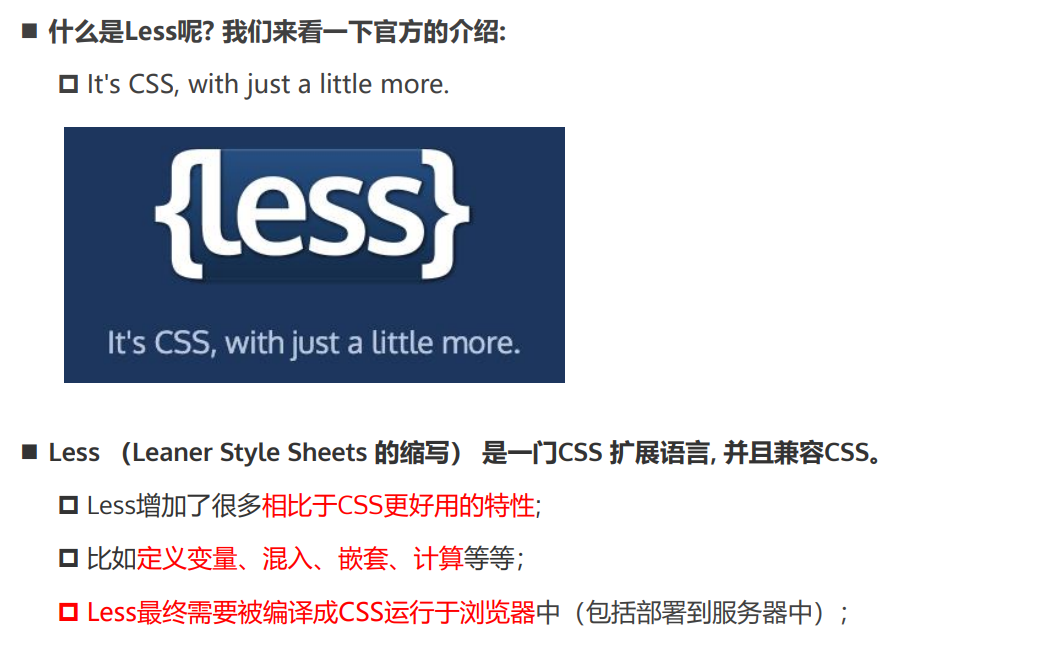 什么是Less呢? 我们来看一下官方的介绍:
It's CSS, with just a little more.
{less}
It's CSS, with just a little more.
Less （Leaner Style Sheets 的缩写） 是一门CSS 扩展语言, 并且兼容CSS。
Less增加了很多相比于CSS更好用的特性;
比如定义变量、混入、嵌套、计算等等；
Less最终需要被编译成CSS运行于浏览器中（包括部署到服务器中）；